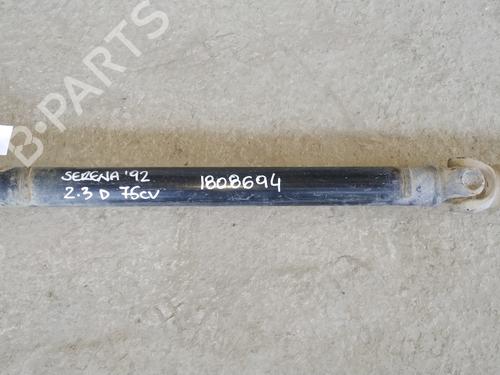 B-PARTS
SERENA '92
2.3 D 75CV
1808694